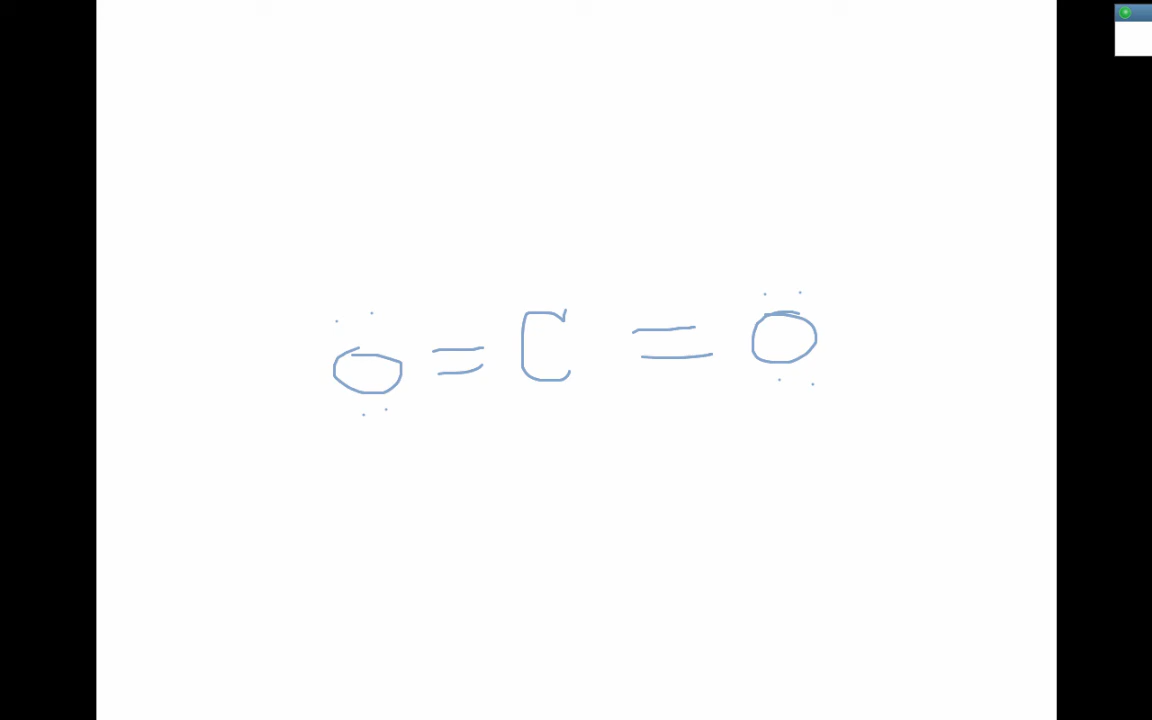 O = C = O